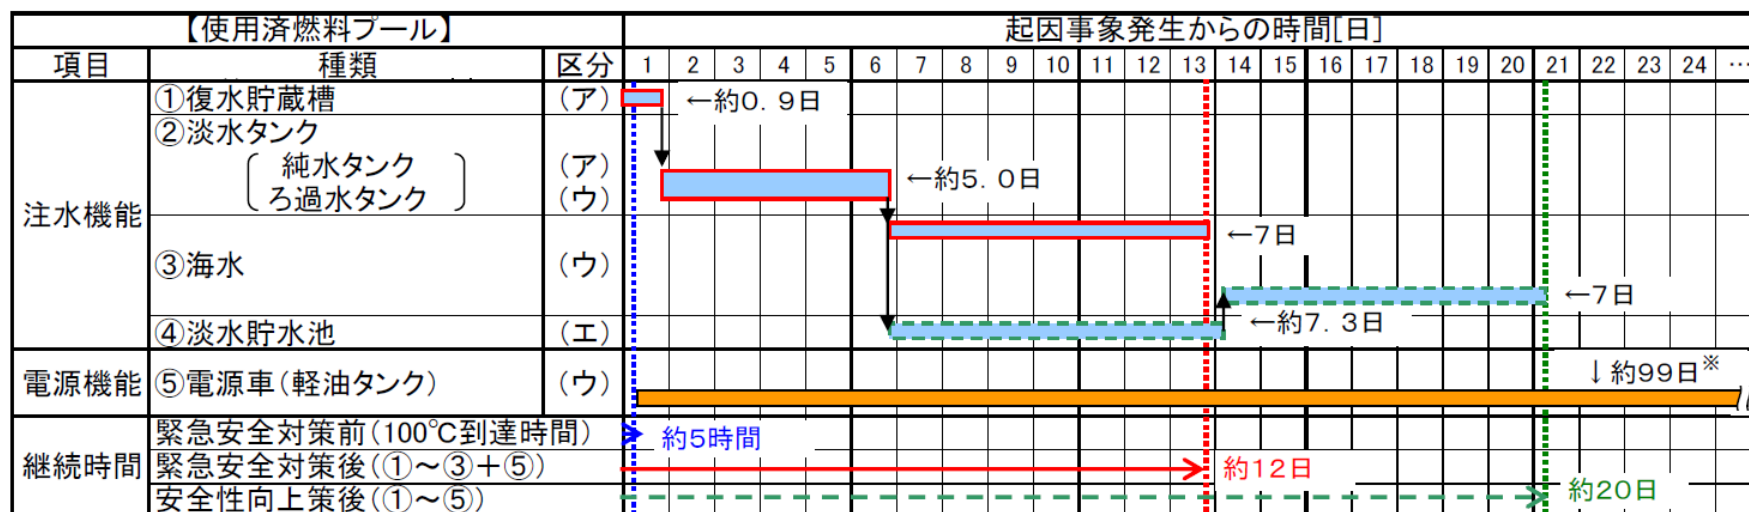 【使用済燃料プール】 起因事象発生からの時間[日]
項目 種類 区分 1 2 3 4 5 6 7 8 9 10 11 12 13 14 15 16 17 18 19 20 21 22 23 24 …
注水機能
①復水貯蔵槽 (ア) ←約0.9日
②淡水タンク
純水タンク (ア)
ろ過水タンク (ウ) ←約5.0日
③海水 (ウ) ←7日
←7日
④淡水貯水池 (エ) ←約7.3日
電源機能 ⑤電源車(軽油タンク) (ウ) ↓約99日※
継続時間
緊急安全対策前(100℃到達時間) 約5時間
緊急安全対策後(①~③+⑤) 約12日
安全性向上策後(①~⑤) 約20日